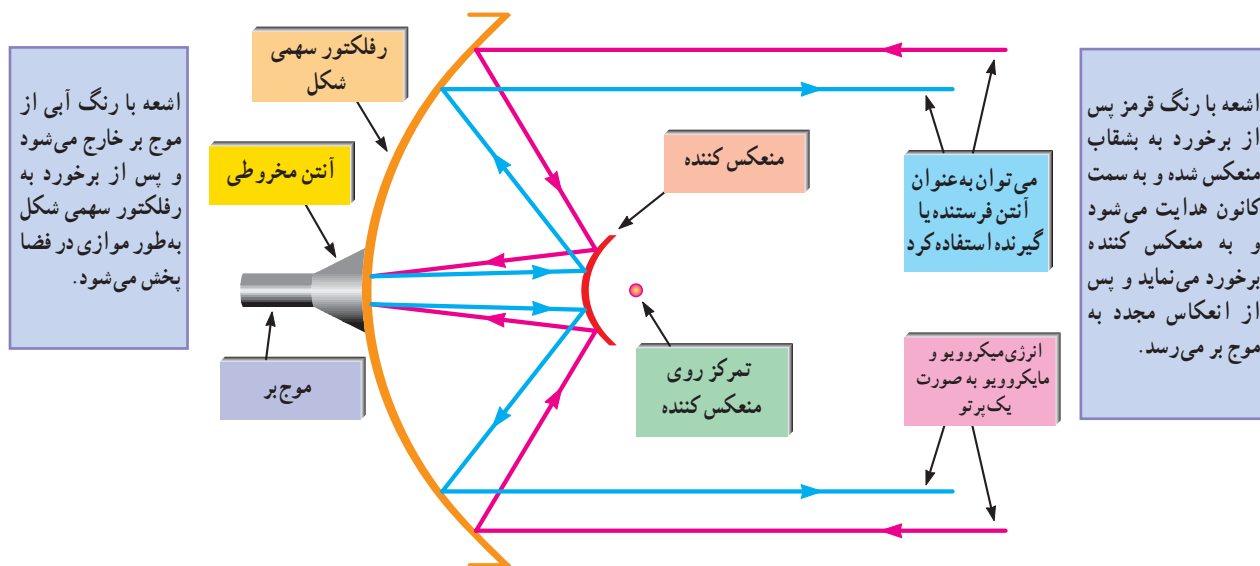 اشعه با رنگ قرمز پس
از برخورد به بشقاب
منعکس شده و به سمت
کانون هدایت می‌شود
و به منعکس کننده
برخورد می‌نماید و پس
از انعکاس مجدد به
موج بر می‌رسد.
می‌توان به‌عنوان
آنتن فرستنده یا
گیرنده استفاده کرد
انرژی میکروویو و
مایکروویو به صورت
یک پرتو
منعکس کننده
تمرکز روی
منعکس کننده
رفلکتور سهمی
شکل
آنتن مخروطی
موج‌بر
اشعه با رنگ آبی از
موج بر خارج می‌شود
و پس از برخورد به
رفلکتور سهمی شکل
به‌طور موازی در فضا
پخش می‌شود.